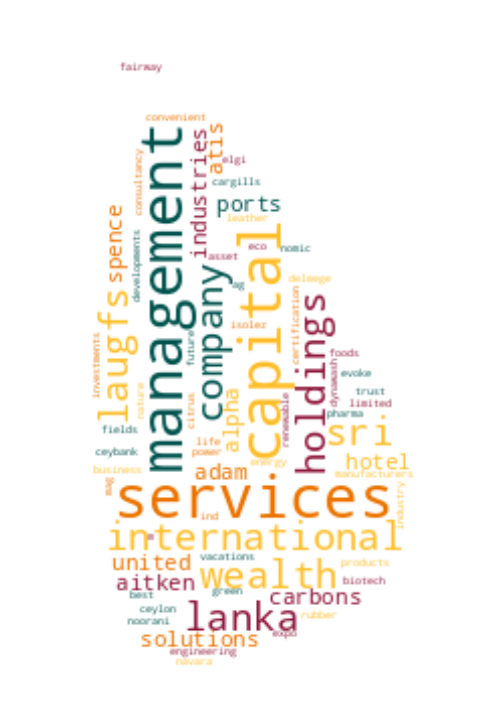 fairway
convenient
management
industries
atis
elgi
consultancy
cargills
ports
leather
spence
developments
capital
eco
nomic
asset
company
ag
delmege
laugfs
certification
holdings
isolez
future
investments
foods
dynawash
evoke
nature
citrus
alpha
renewable
trust
limited
pharma
fields
sri
life
ceybank
power
hotel
energy
business
adam
manufacturers
mag
services
industry
ind
international
united
vacations
products
wealth
aitken
biotech
green
best
carbons
ceylon
lanka
rubber
noorani
expo
solutions
engineering
navara